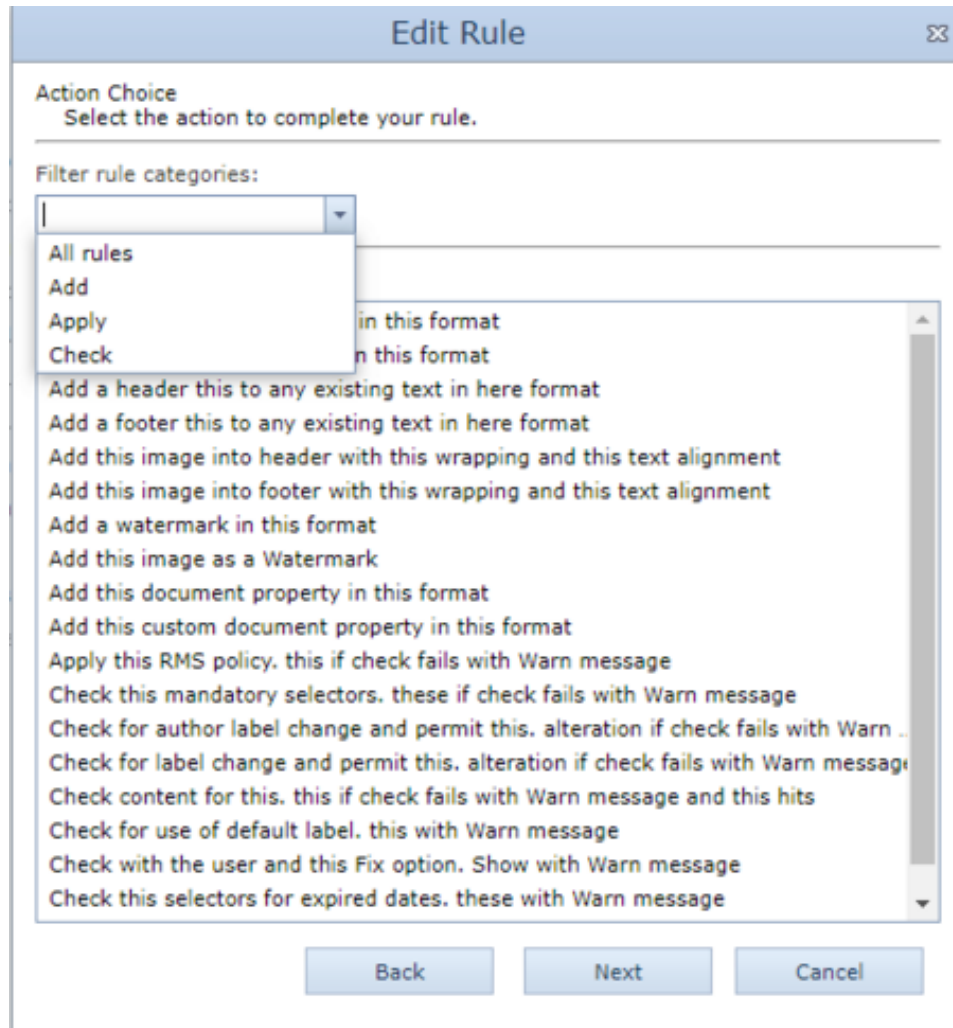 Edit Rule
Action Choice
Select the action to complete your rule.
Filter rule categories:
All rules
Add
Apply
in this format
Check
this format
Add a header this to any existing text in here format
Add a footer this to any existing text in here format
Add this image into header with this wrapping and this text alignment
Add this image into footer with this wrapping and this text alignment
Add a watermark in this format
Add this image as a Watermark
Add this document property in this format
Add this custom document property in this format
Apply this RMS policy. this if check fails with Warn message
Check this mandatory selectors. these if check fails with Warn message
Check for author label change and permit this. alteration if check fails with Warn ..
Check for label change and permit this. alteration if check fails with Warn message
Check content for this. this if check fails with Warn message and this hits
Check for use of default label. this with Warn message
Check with the user and this Fix option. Show with Warn message
Check this selectors for expired dates. these with Warn message
Back Next Cancel